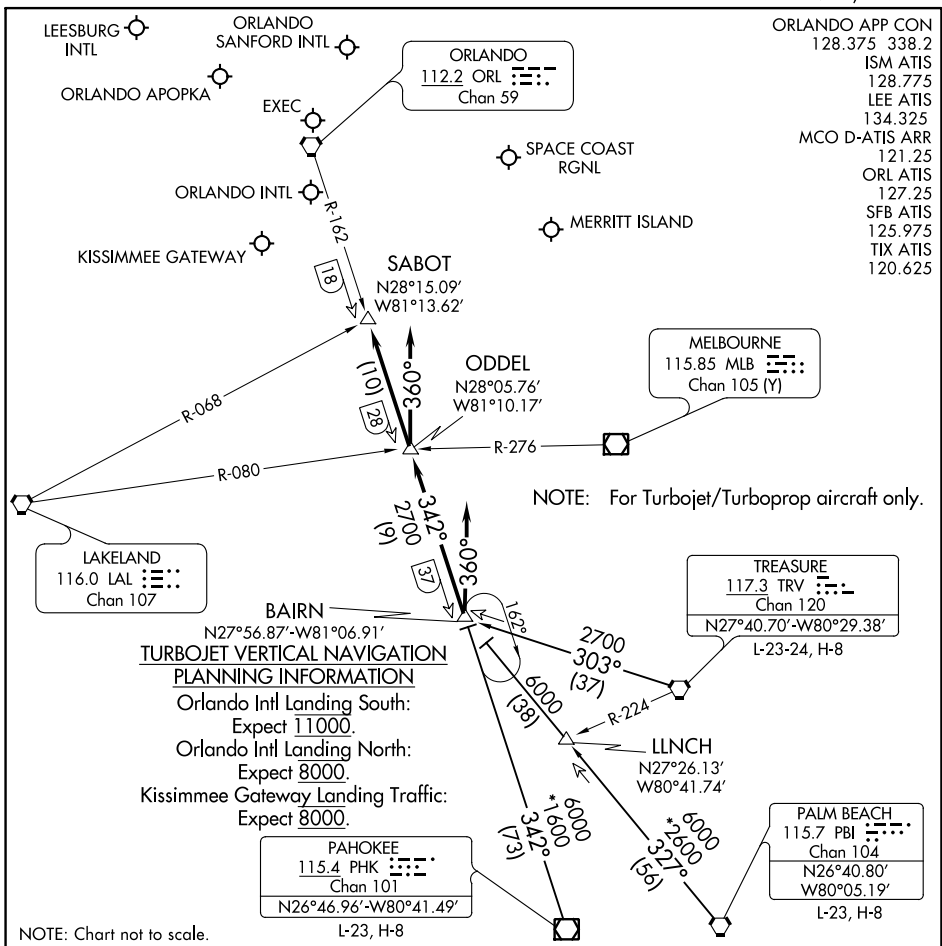 LEESBURG
INTL
ORLANDO
SANFORD INTL
ORLANDO APOPKA
EXEC
ORLANDO INTL
KISSIMMEE GATEWAY
ORLANDO
112.2 ORL
Chan 59
SPACE COAST
RGNL
MERRITT ISLAND
ORLANDO APP CON
128.375 338.2
ISM ATIS
128.775
LEE ATIS
134.325
MCO D-ATIS ARR
121.25
ORL ATIS
127.25
SFB ATIS
125.975
TIX ATIS
120.625
R-162
18
SABOT
N28°15.09'
W81°13.62'
(10)
360°
28
ODDEL
N28°05.76'
W81°10.17'
MELBOURNE
115.85 MLB
Chan 105 (Y)
R-068
R-080
R-276
NOTE: For Turbojet/Turboprop aircraft only.
LAKELAND
116.0 LAL
Chan 107
342°
2700
(9)
37
360°
162°
BAIRN
N27°56.87'-W81°06.91'
TREASURE
117.3 TRV
Chan 120
N27°40.70'-W80°29.38'
L-23-24, H-8
2700
303°
(37)
R-224
6000
(38)
LLNCH
N27°26.13'
W80°41.74'
TURBOJET VERTICAL NAVIGATION
PLANNING INFORMATION
Orlando Intl Landing South:
Expect 11000.
Orlando Intl Landing North:
Expect 8000.
Kissimmee Gateway Landing Traffic:
Expect 8000.
6000
*1600
342°
(73)
6000
*2600
327°
(56)
PAHOKEE
115.4 PHK
Chan 101
N26°46.96'-W80°41.49'
L-23, H-8
PALM BEACH
115.7 PBI
Chan 104
N26°40.80'
W80°05.19'
L-23, H-8
NOTE: Chart not to scale.